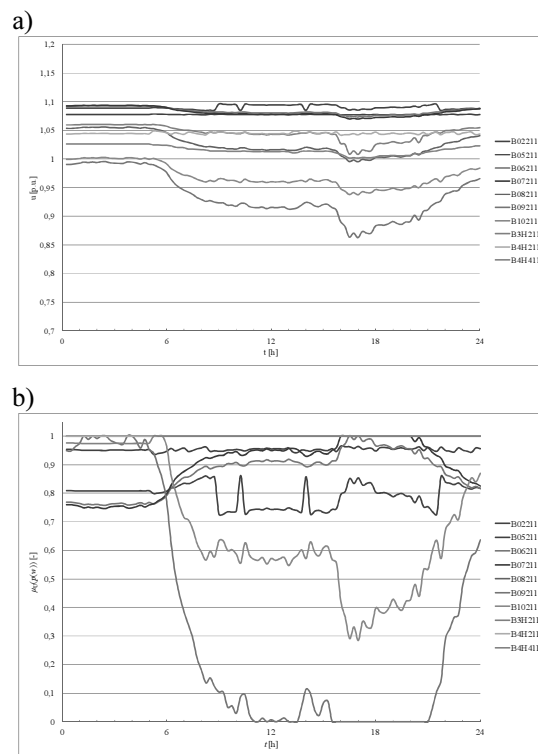 a)
1,2
1,15
1,1
1,05
1
0,95
0,9
0,85
0,8
0,75
0,7
u [p.u.]
0
6
12
18
24
t [h]
B02211
B05211
B06211
B07211
B08211
B09211
B10211
B3H211
B4H211
B4H411
b)
1
0,9
0,8
0,7
0,6
0,5
0,4
0,3
0,2
0,1
0
0
6
12
18
24
t [h]
B02211
B05211
B06211
B07211
B08211
B09211
B10211
B3H211
B4H211
B4H411